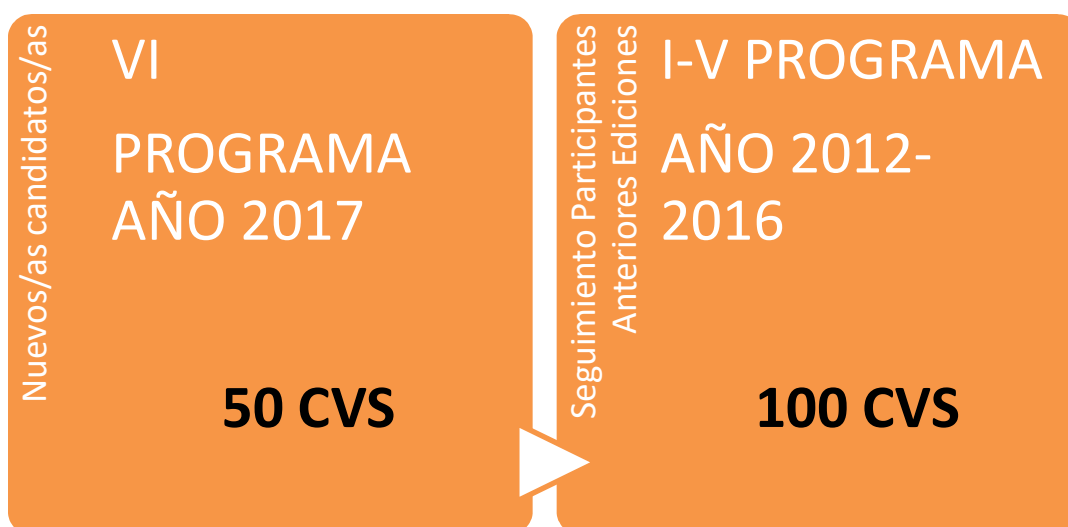 Nuevos/as candidatos/as
VI
PROGRAMA
AÑO 2017
50 CVS
Seguimiento Participantes
Anteriores Ediciones
I-V PROGRAMA
AÑO 2012-
2016
100 CVS